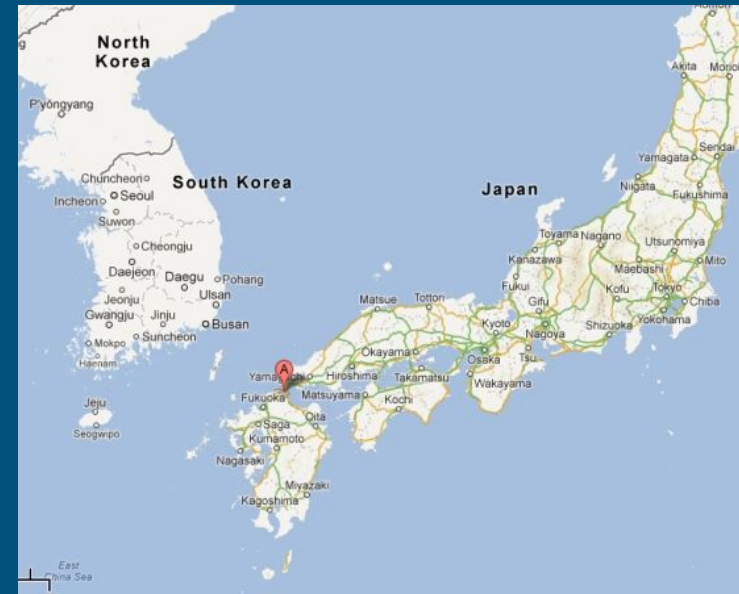 North
Korea
P'yŏngyang
Chuncheon
Seoul
Incheon
Suwon
South Korea
Cheongju
Daejeon
Daegu
Pohang
Jeonju
Ulsan
Gwangju
Jinju
Busan
Mokpo
Suncheon
Haenam
Jeju
Seogwipo
Japan
Akita
Yamagata
Sendai
Niigata
Fukushima
Toyama
Nagano
Utsunomiya
Kanazawa
Maebashi
Mito
Fukui
Kofu
Tokyo
Gifu
Chiba
Matsue
Tottori
Kyoto
Yokohama
Nagoya
Shizuoka
Okayama
Osaka
Tsu
A
Hiroshima
Takamatsu
Wakayama
Matsuyama
Kochi
Fukuoka
Oita
Saga
Kumamoto
Nagasaki
Miyazaki
Kagoshima
East
China Sea